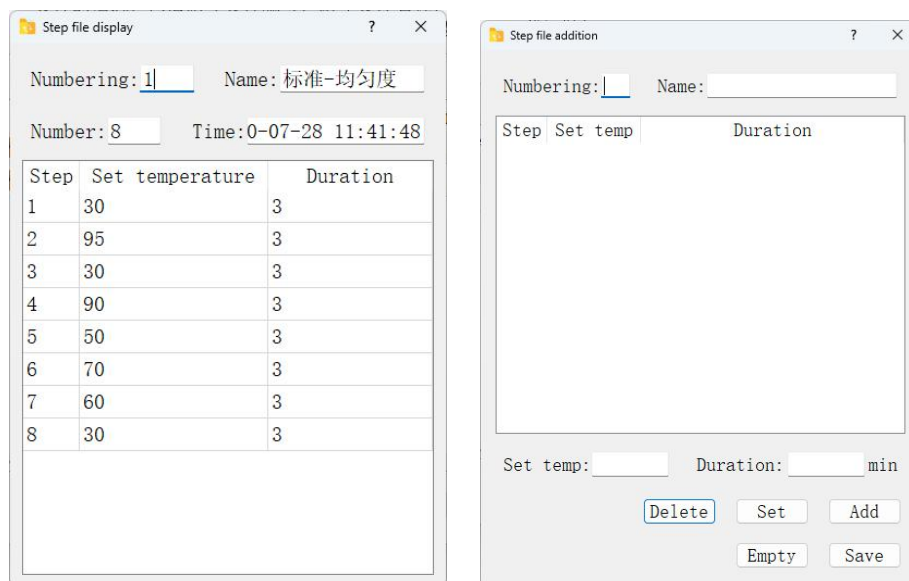 Step file display ? ×
Numbering: 1 Name: 标准-均匀度
Number: 8 Time: 0-07-28 11:41:48
Step Set temperature Duration
1 30 3
2 95 3
3 30 3
4 90 3
5 50 3
6 70 3
7 60 3
8 30 3
Step file addition ? ×
Numbering: Name:
Step Set temp Duration
Set temp: Duration: min
Delete Set Add
Empty Save